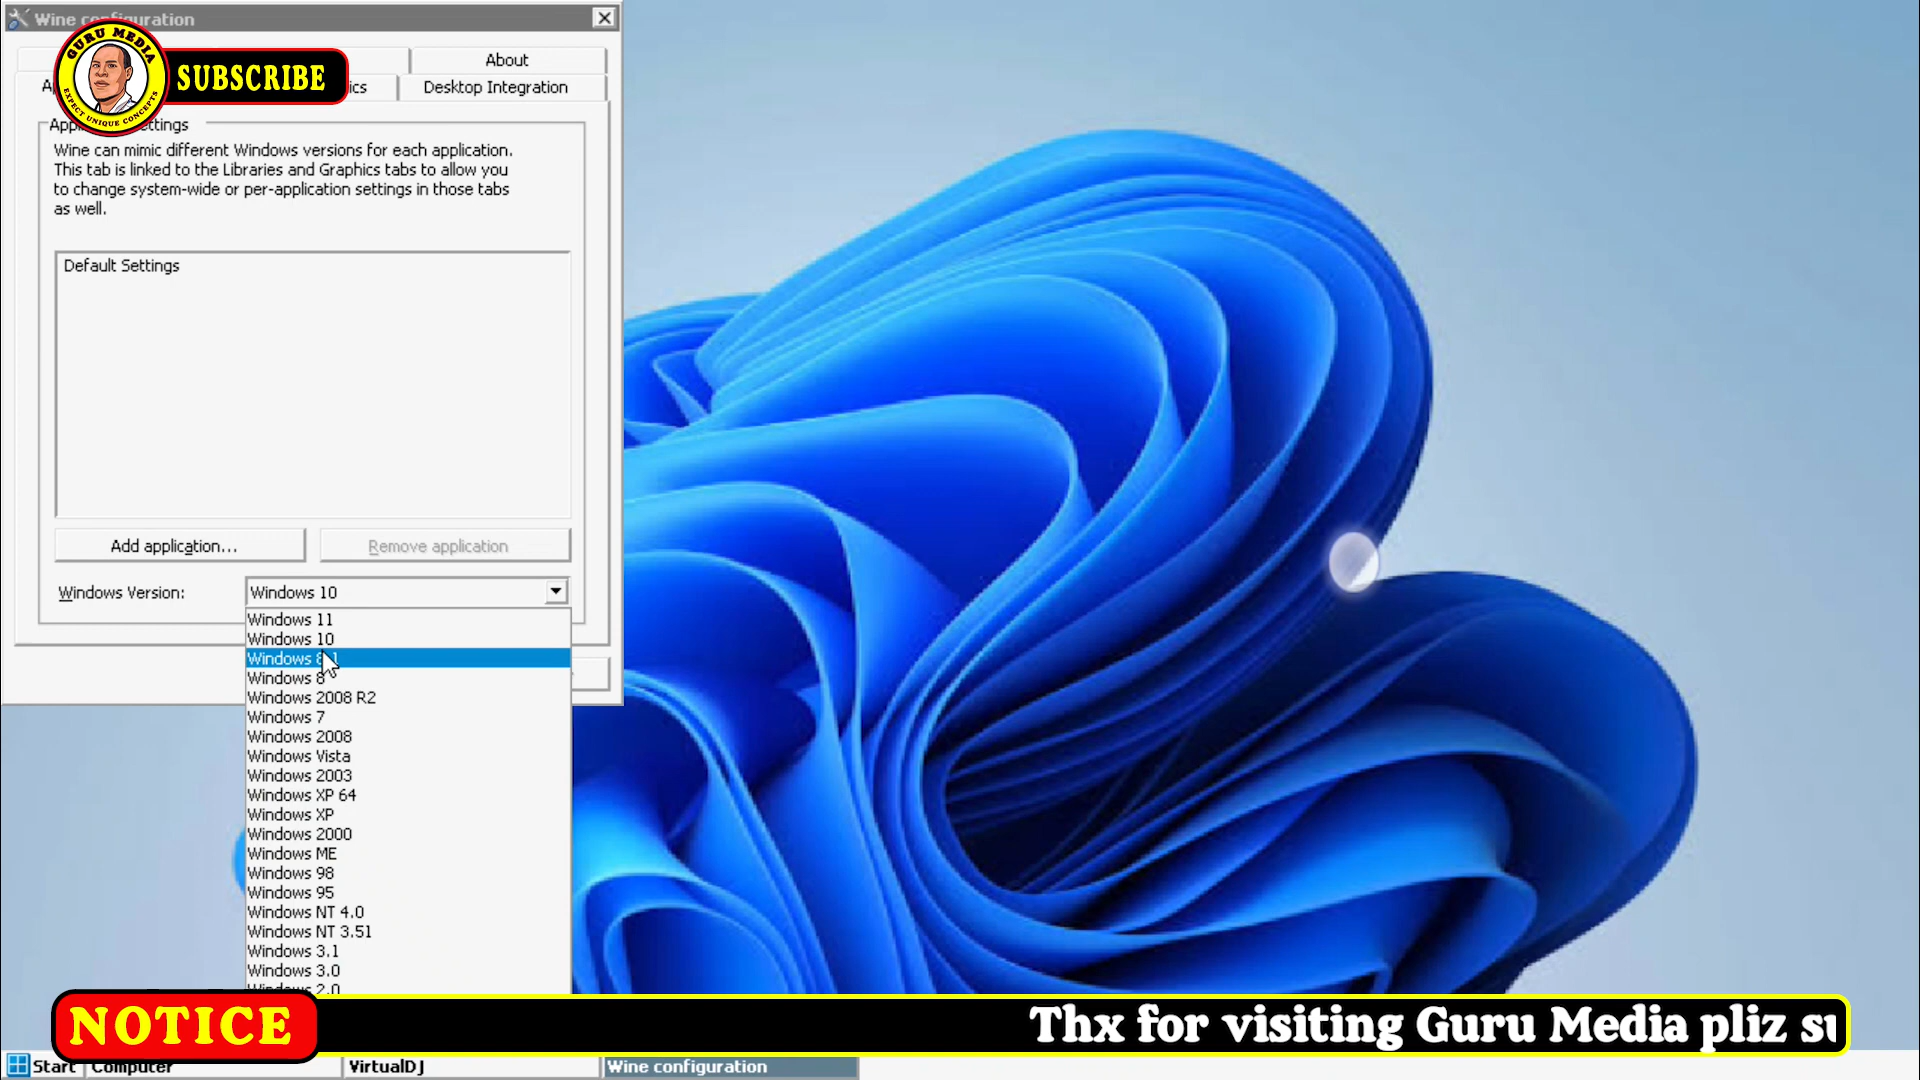 Wine configuration
GURU MEDIA
EXPECT UNIQUE CONCEPTS
SUBSCRIBE
About
ics
Desktop Integration
Wine can mimic different Windows versions for each application.
This tab is linked to the Libraries and Graphics tabs to allow you
to change system-wide or per-application settings in those tabs
as well.
Default Settings
Add application...
Remove application
Windows Version:
Windows 10
Windows 11
Windows 10
Windows 8.1
Windows 8
Windows 2008 R2
Windows 7
Windows 2008
Windows Vista
Windows 2003
Windows XP 64
Windows XP
Windows 2000
Windows ME
Windows 98
Windows 95
Windows NT 4.0
Windows NT 3.51
Windows 3.1
Windows 3.0
Windows 2.0
NOTICE
Thx for visiting Guru Media pliz su
Start
Computer
VirtualDJ
Wine configuration